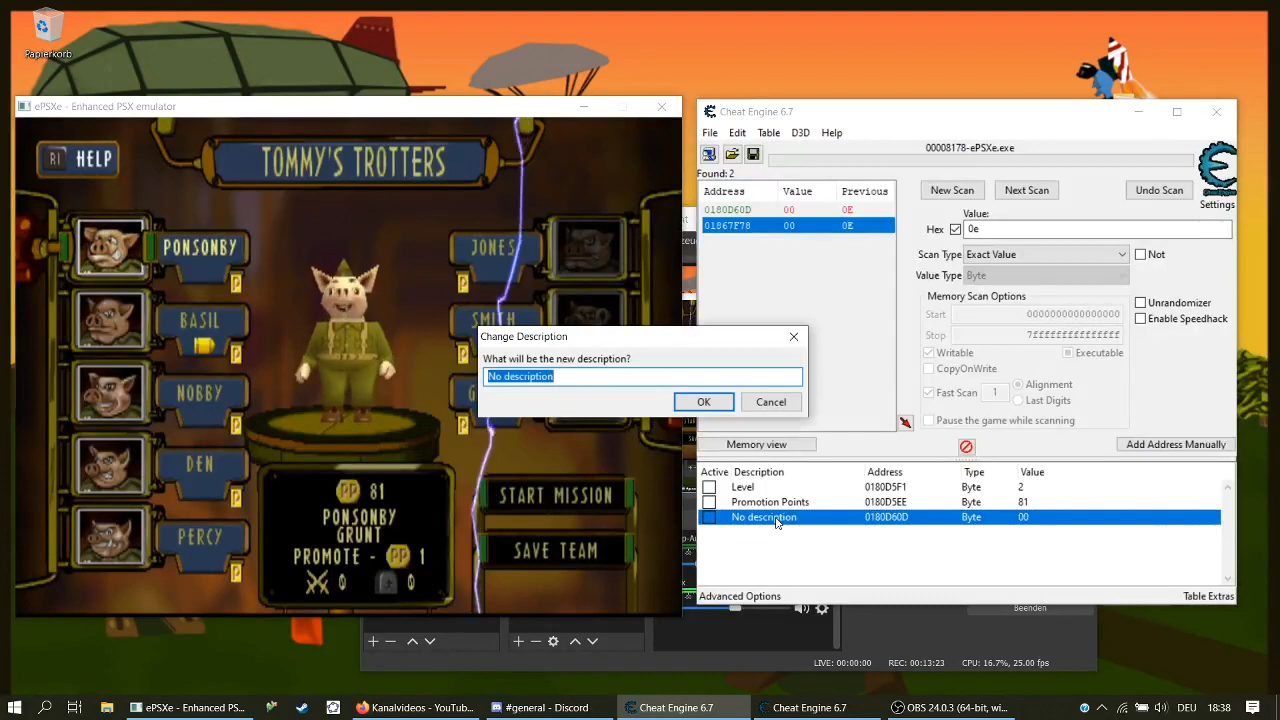 Papierkorb
ePSXe - Enhanced PSX emulator
R1 HELP
TOMMY'S TROTTERS
PONSONBY
P
BASIL
P
NOBBY
P
DEN
P
PERCY
P
JONES
P
SMITH
P
G
P
PP 81
PONSONBY
GRUNT
PROMOTE - PP 1
0 0
START MISSION
SAVE TEAM
Change Description
What will be the new description?
No description
OK
Cancel
Cheat Engine 6.7
File Edit Table D3D Help
00008178-ePSXe.exe
Found: 2
Address Value Previous
0180D60D 00 0E
01867F78 00 0E
New Scan
Next Scan
Undo Scan
Settings
Value:
Hex
0e
Scan Type
Exact Value
Not
Value Type
Byte
Memory Scan Options
Start
0000000000000000
Stop
7fffffffffffffff
Writable
Executable
CopyOnWrite
Fast Scan
1
Alignment
Last Digits
Pause the game while scanning
Unrandomizer
Enable Speedhack
Memory view
Add Address Manually
Active Description Address Type Value
Level 0180D5F1 Byte 2
Promotion Points 0180D5EE Byte 81
No description 0180D60D Byte 00
Advanced Options
Table Extras
Beenden
LIVE: 00:00:00
REC: 00:13:23
CPU: 16.7%, 25.00 fps
ePSXe - Enhanced PS...
Kanalvideos - YouTub...
#general - Discord
Cheat Engine 6.7
Cheat Engine 6.7
OBS 24.0.3 (64-bit, wi...
DEU
18:38